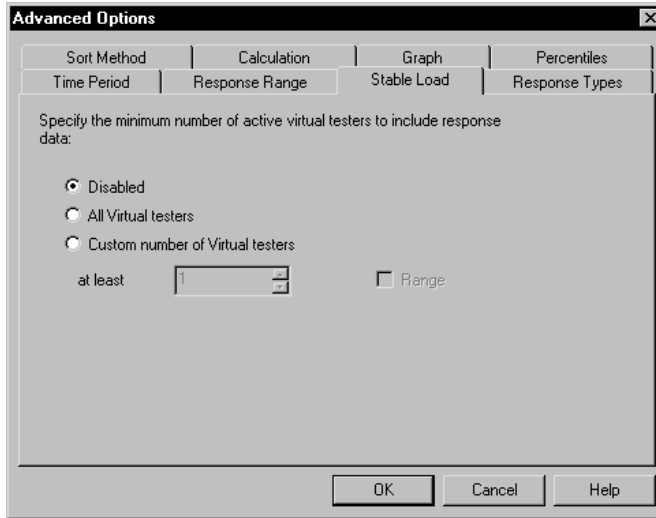 Advanced Options
Sort Method Calculation Graph Percentiles
Time Period Response Range Stable Load Response Types
Specify the minimum number of active virtual testers to include response
data:
Disabled
All Virtual testers
Custom number of Virtual testers
at least 1 Range
OK Cancel Help